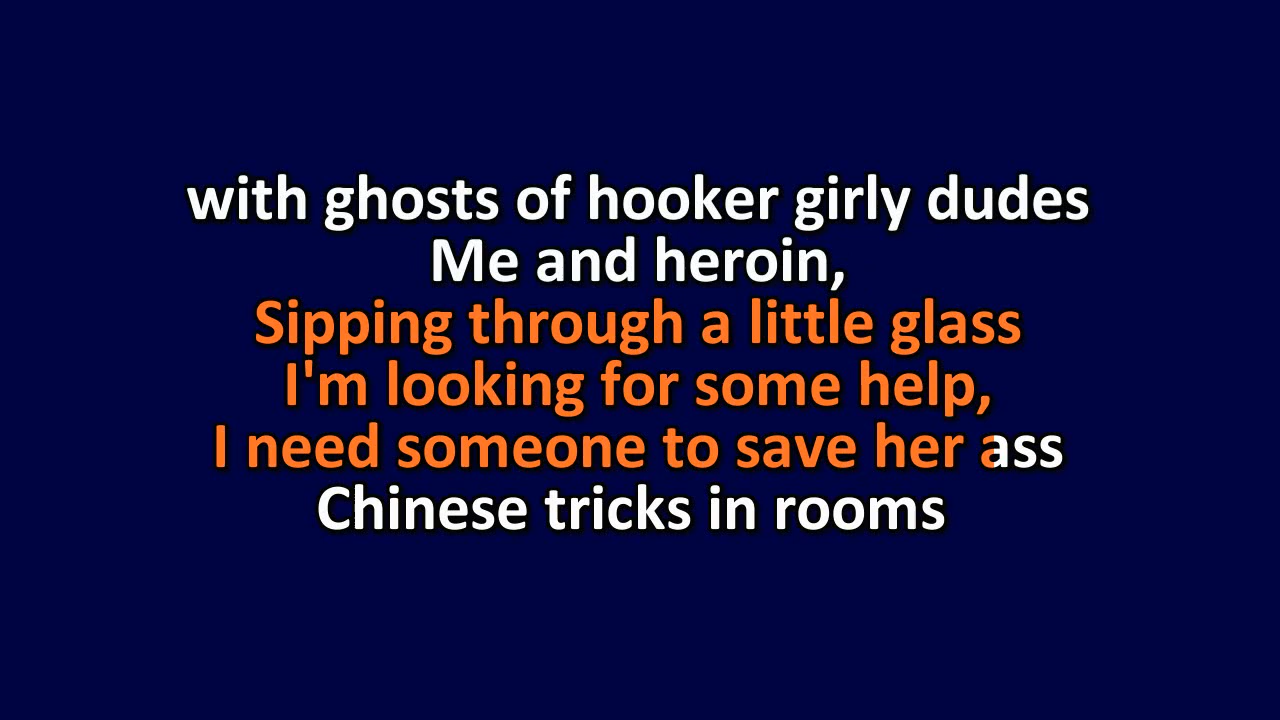 with ghosts of hooker girly dudes
Me and heroin,
Sipping through a little glass
I'm looking for some help,
I need someone to save her ass
Chinese tricks in rooms